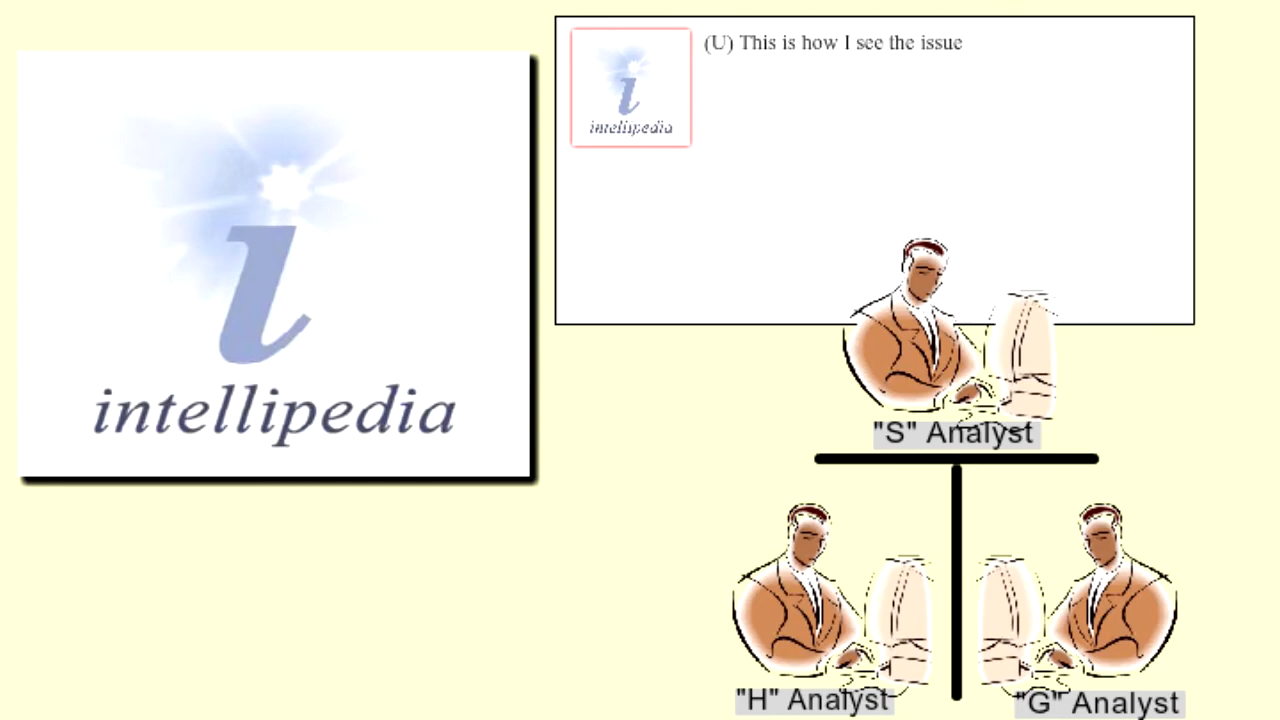 intellipedia
intellipedia
(U) This is how I see the issue
"S" Analyst
"H" Analyst
"G" Analyst